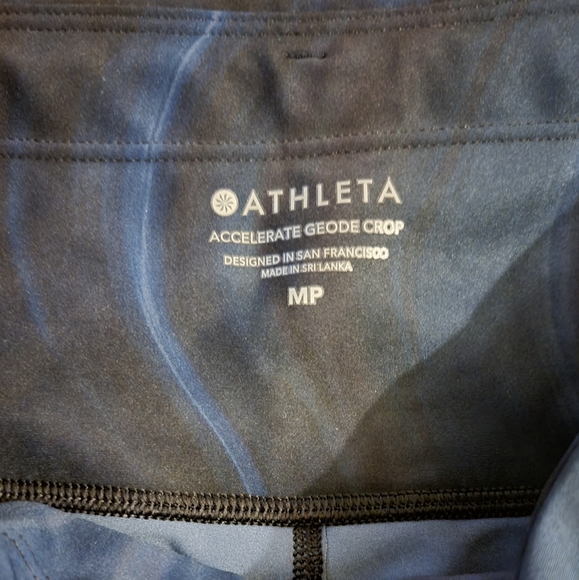 ATHLETA
ACCELERATE GEODE CROP
DESIGNED IN SAN FRANCISCO
MADE IN SRI LANKA
MP